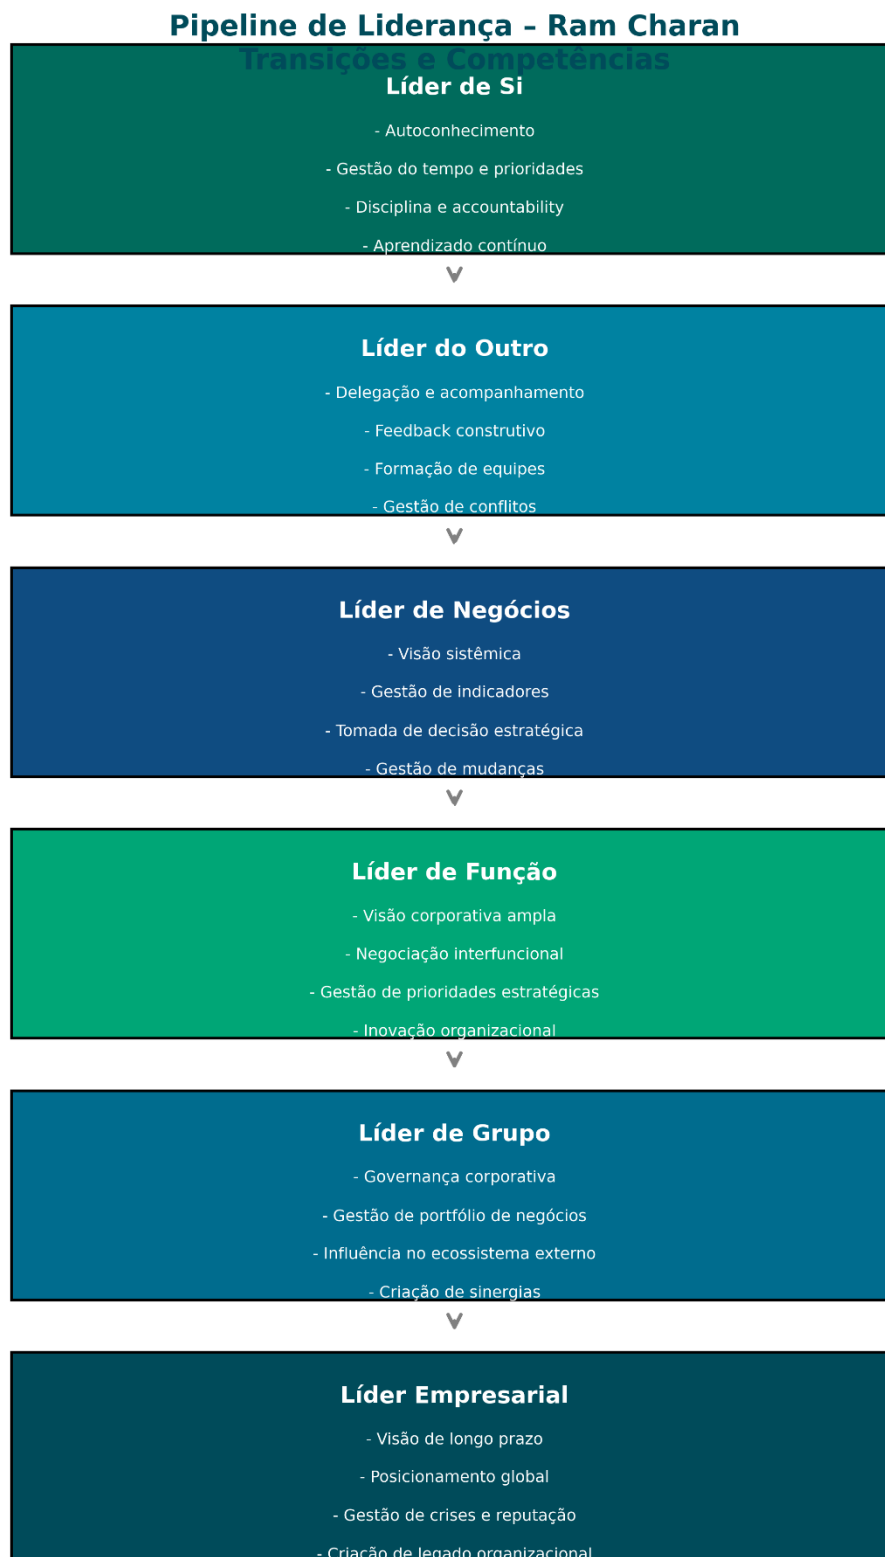 Pipeline de Liderança – Ram Charan
Transições e Competências
Líder de Si
- Autoconhecimento
- Gestão do tempo e prioridades
- Disciplina e accountability
- Aprendizado contínuo
Líder do Outro
- Delegação e acompanhamento
- Feedback construtivo
- Formação de equipes
- Gestão de conflitos
Líder de Negócios
- Visão sistêmica
- Gestão de indicadores
- Tomada de decisão estratégica
- Gestão de mudanças
Líder de Função
- Visão corporativa ampla
- Negociação interfuncional
- Gestão de prioridades estratégicas
- Inovação organizacional
Líder de Grupo
- Governança corporativa
- Gestão de portfólio de negócios
- Influência no ecossistema externo
- Criação de sinergias
Líder Empresarial
- Visão de longo prazo
- Posicionamento global
- Gestão de crises e reputação
- Criação de legado organizacional